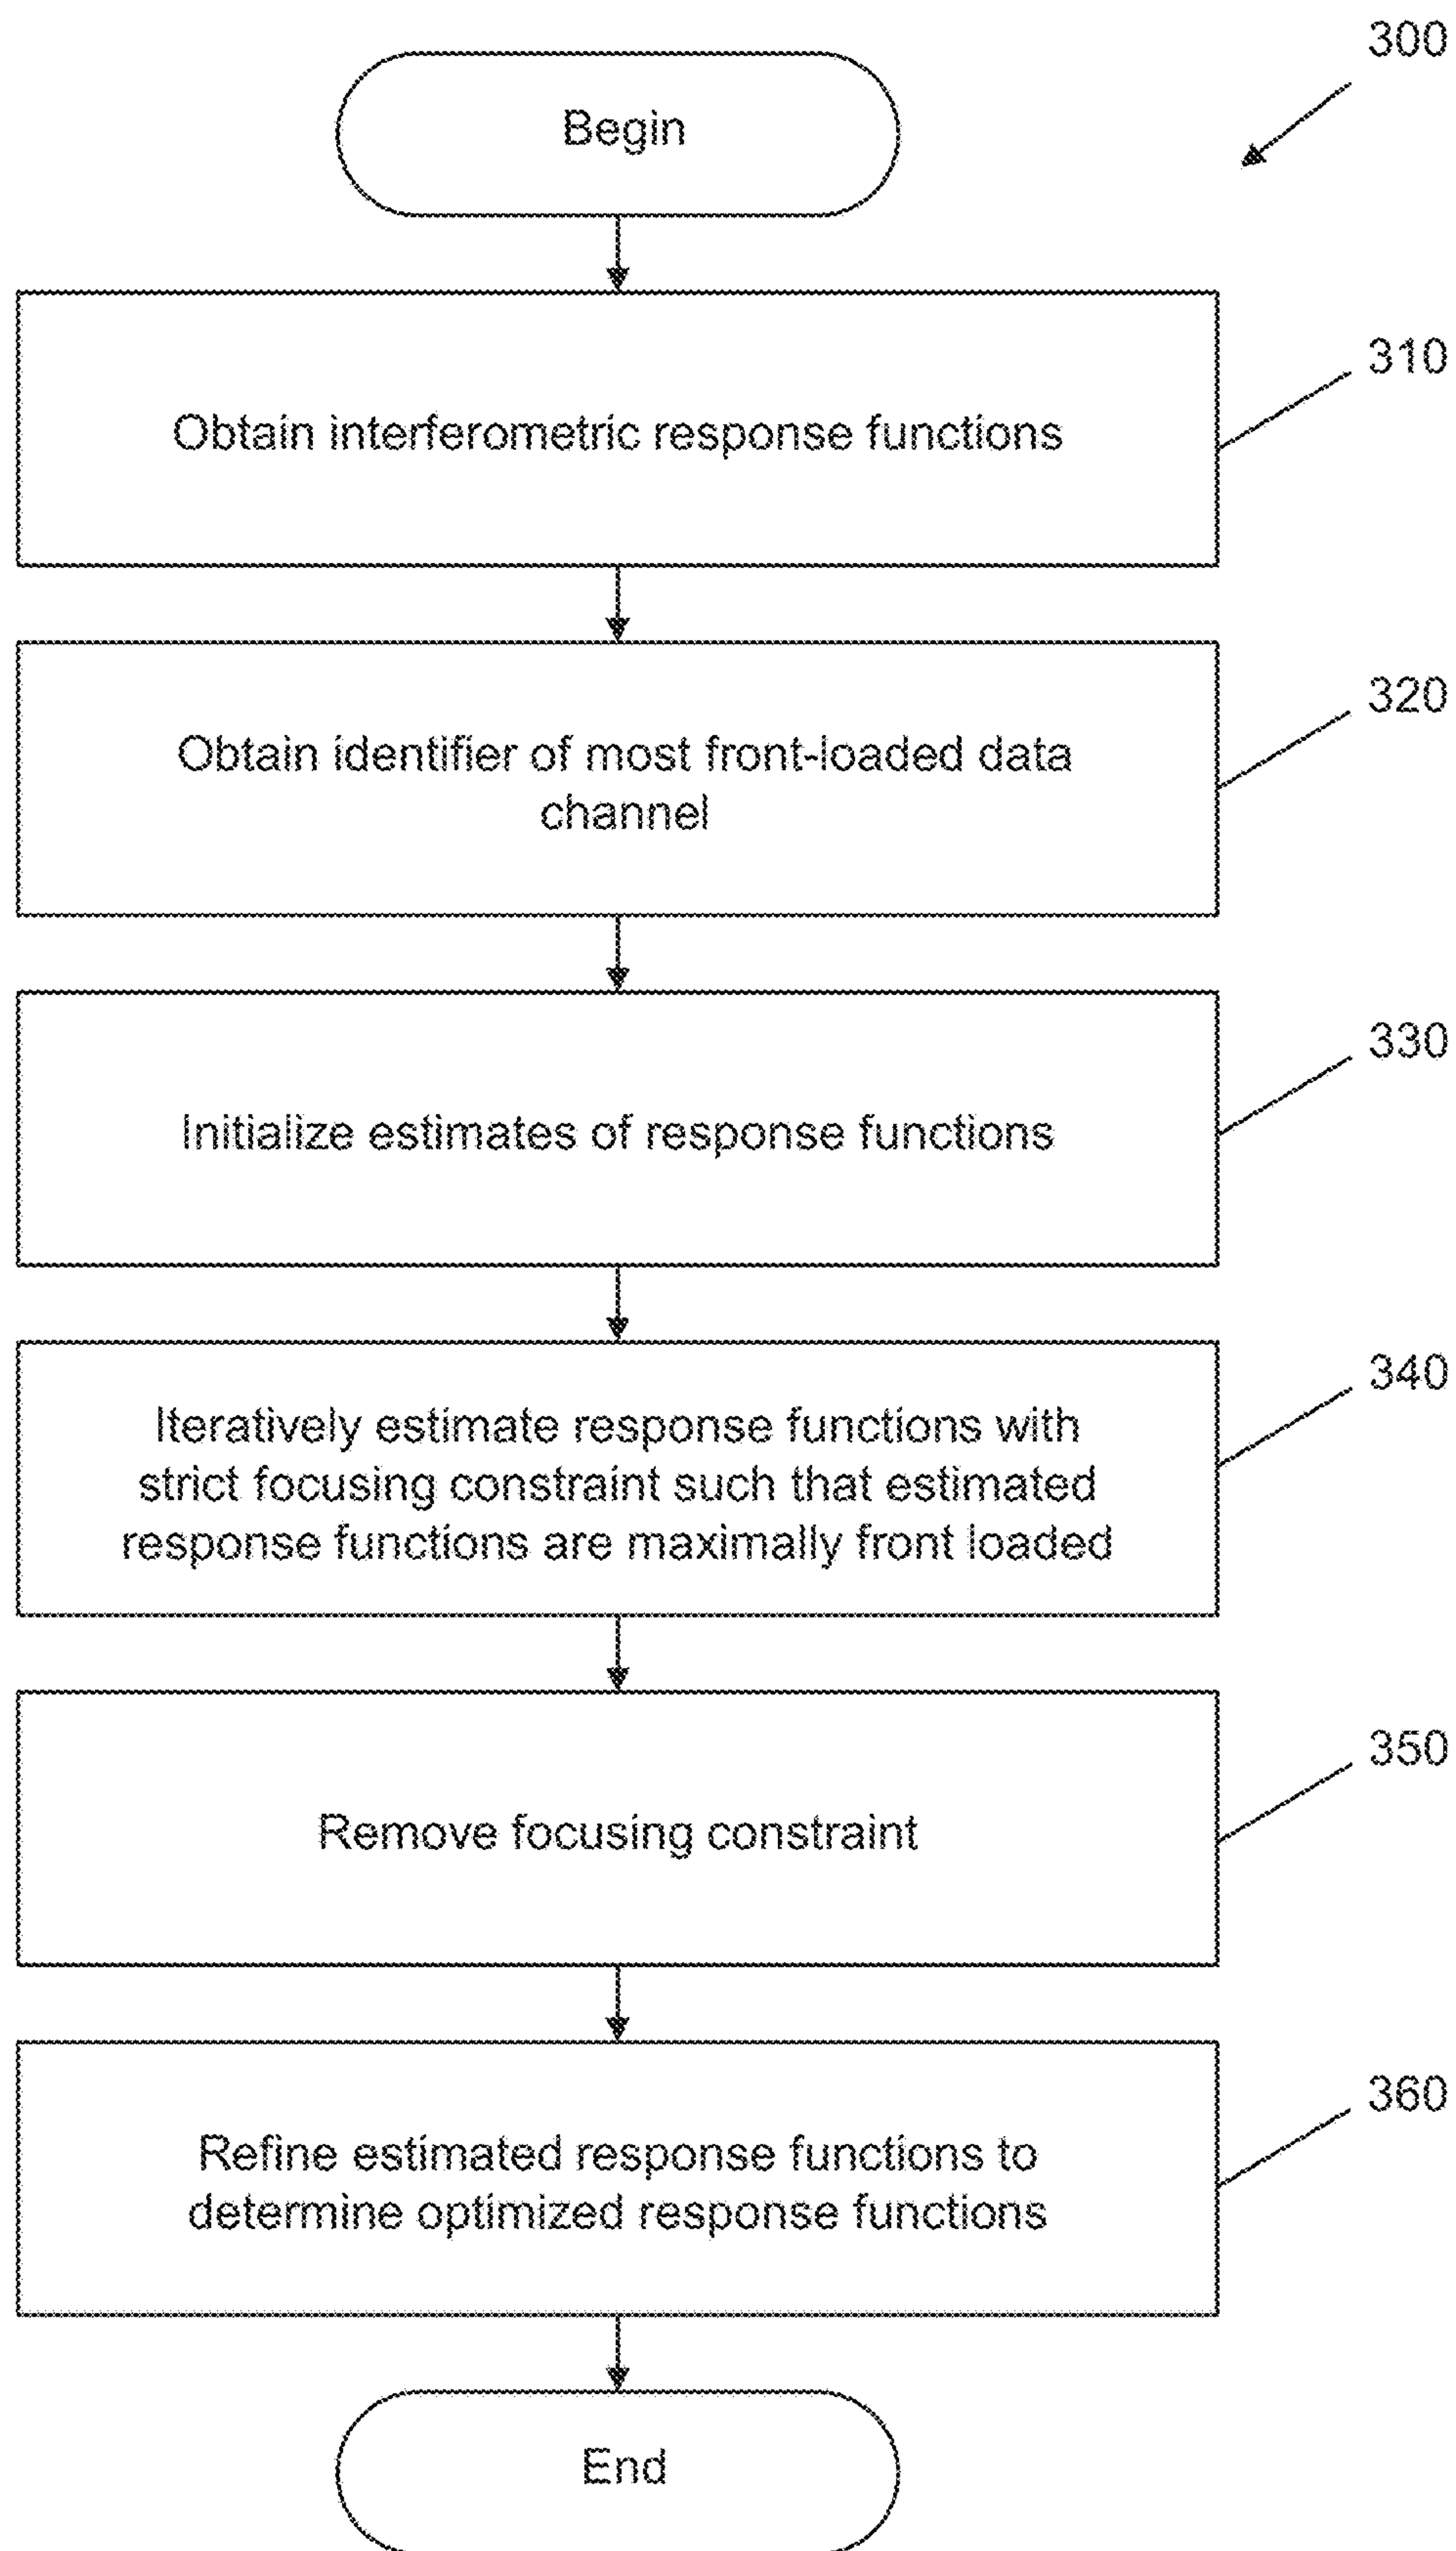 300
Begin
310
Obtain interferometric response functions
320
Obtain identifier of most front-loaded data
channel
330
Initialize estimates of response functions
340
Iteratively estimate response functions with
strict focusing constraint such that estimated
response functions are maximally front loaded
350
Remove focusing constraint
360
Refine estimated response functions to
determine optimized response functions
End